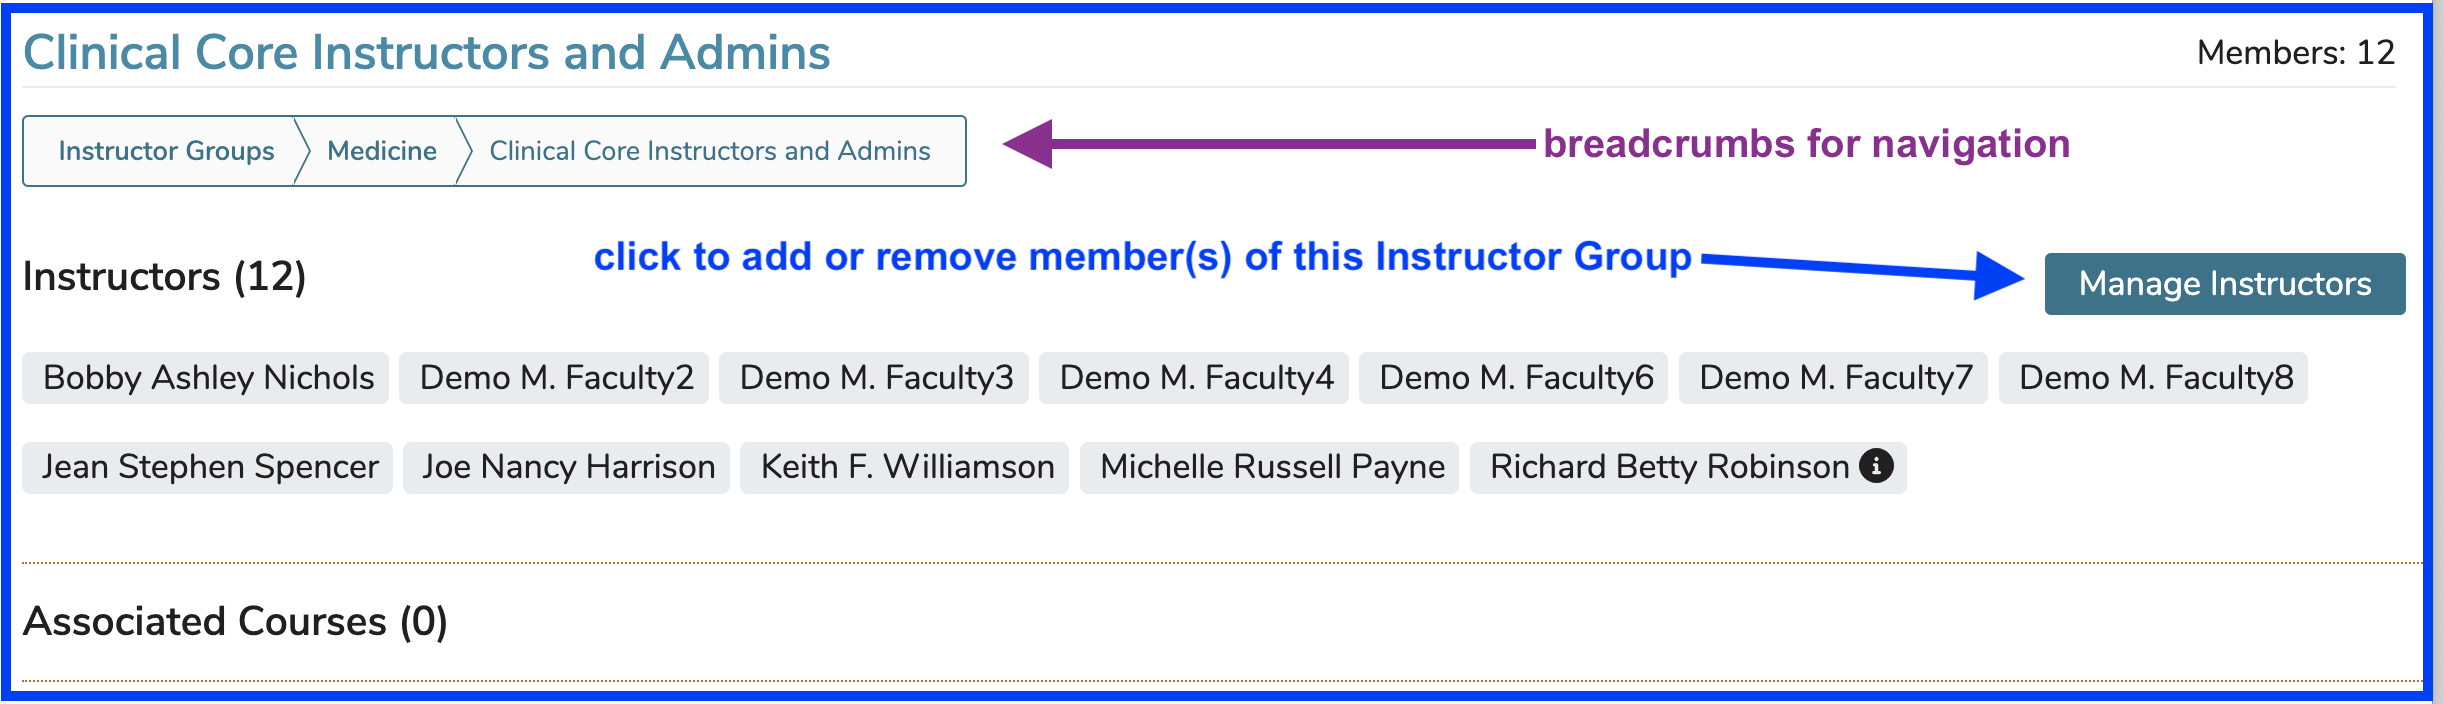 Clinical Core Instructors and Admins
Members: 12
Instructor Groups
Medicine
Clinical Core Instructors and Admins
breadcrumbs for navigation
click to add or remove member(s) of this Instructor Group
Instructors (12)
Manage Instructors
Bobby Ashley Nichols
Demo M. Faculty2
Demo M. Faculty3
Demo M. Faculty4
Demo M. Faculty6
Demo M. Faculty7
Demo M. Faculty8
Jean Stephen Spencer
Joe Nancy Harrison
Keith F. Williamson
Michelle Russell Payne
Richard Betty Robinson
Associated Courses (0)